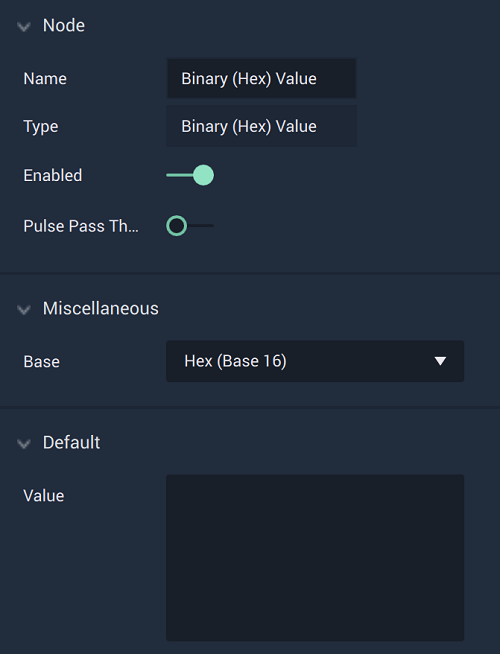 Node
Name Binary (Hex) Value
Type Binary (Hex) Value
Enabled
Pulse Pass Th...
Miscellaneous
Base Hex (Base 16)
Default
Value